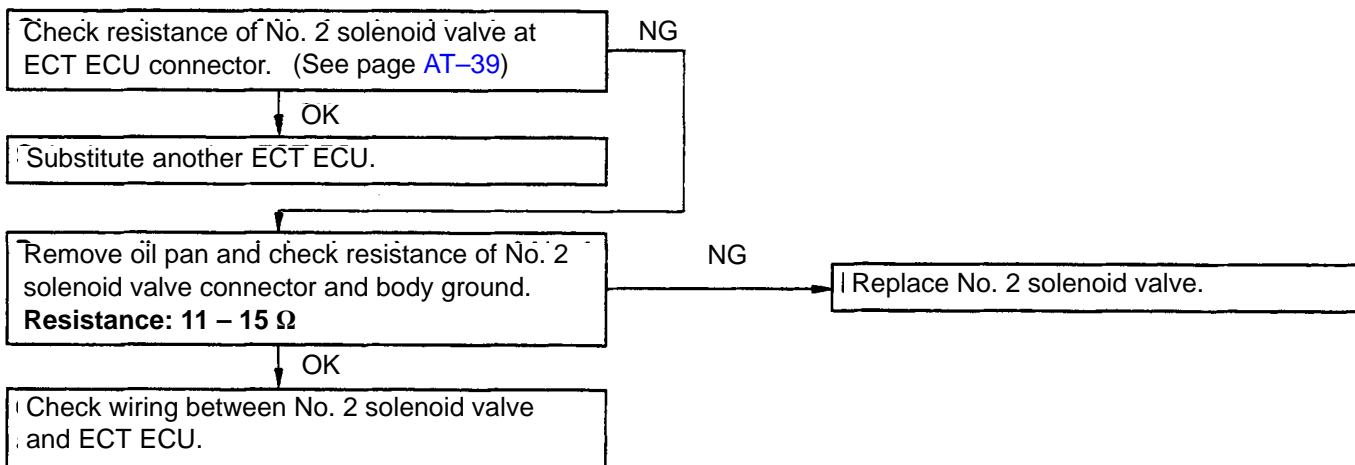 Check resistance of No. 2 solenoid valve at
ECT ECU connector. (See page AT–39)
NG
OK
Substitute another ECT ECU.
Remove oil pan and check resistance of No. 2
solenoid valve connector and body ground.
Resistance: 11 – 15 Ω
NG
Replace No. 2 solenoid valve.
OK
Check wiring between No. 2 solenoid valve
and ECT ECU.